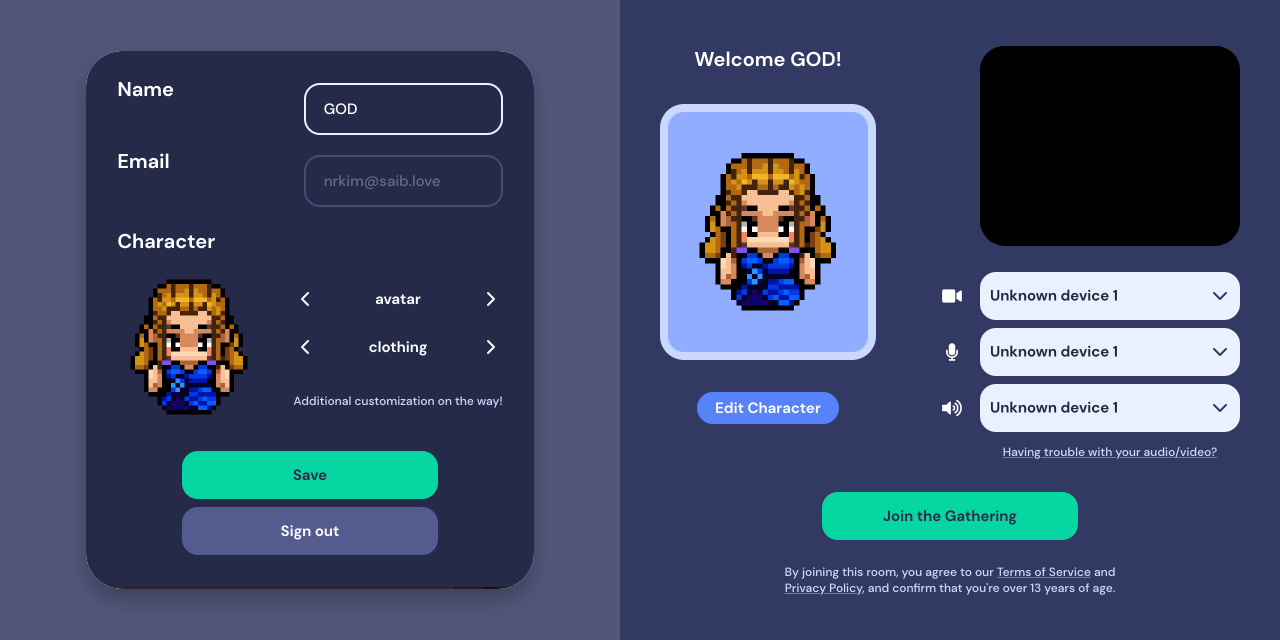 Name
GOD
Email
nrkim@saib.love
Character
avatar
clothing
Additional customization on the way!
Save
Sign out
Welcome GOD!
Edit Character
Unknown device 1
Unknown device 1
Unknown device 1
Having trouble with your audio/video?
Join the Gathering
By joining this room, you agree to our Terms of Service and
Privacy Policy, and confirm that you're over 13 years of age.